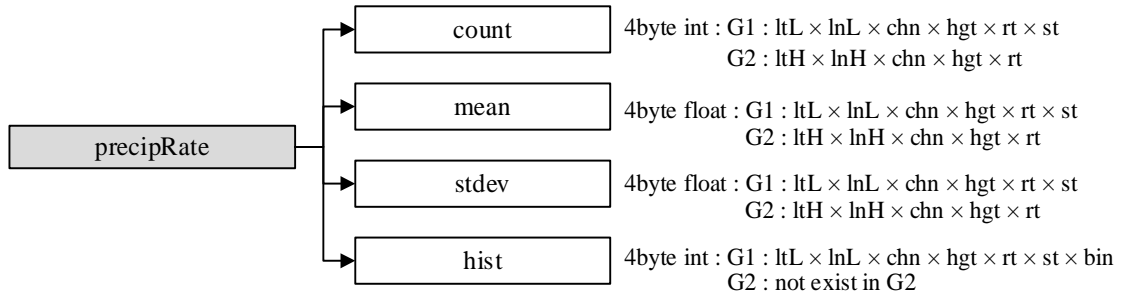 count
4byte int : G1 : ltL × lnL × chn × hgt × rt × st
G2 : ltH × lnH × chn × hgt × rt
mean
4byte float : G1 : ltL × lnL × chn × hgt × rt × st
G2 : ltH × lnH × chn × hgt × rt
precipRate
stdev
4byte float : G1 : ltL × lnL × chn × hgt × rt × st
G2 : ltH × lnH × chn × hgt × rt
hist
4byte int : G1 : ltL × lnL × chn × hgt × rt × st × bin
G2 : not exist in G2